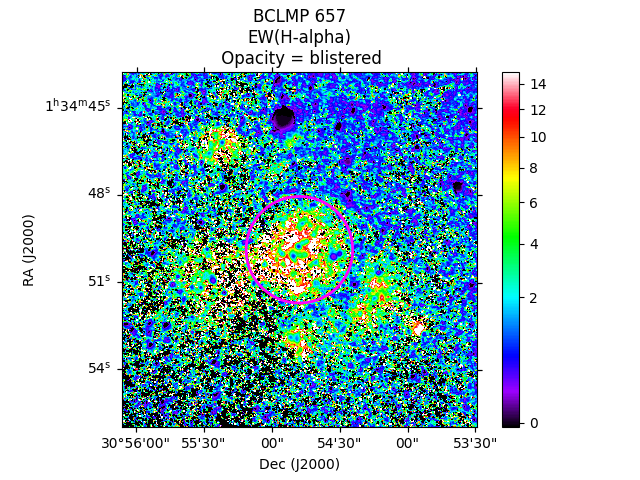 BCLMP 657
EW(H-alpha)
Opacity = blistered
1ʰ34ᵐ45ˢ
48ˢ
51ˢ
54ˢ
RA (J2000)
30°56'00" 55'30" 00" 54'30" 00" 53'30"
Dec (J2000)
14
12
10
8
6
4
2
0